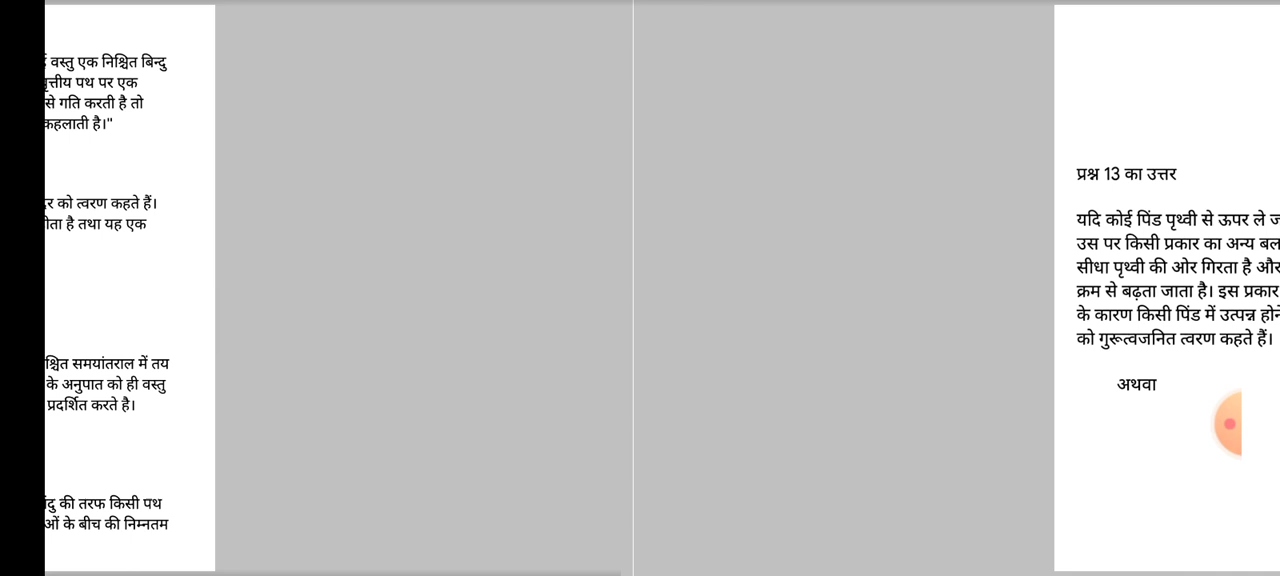 वस्तु एक निश्चित बिन्दु
पथ पर एक
से गति करती है तो
कहलाती है।"
को त्वरण कहते हैं।
है तथा यह एक
समयांतराल में तय
के अनुपात को ही वस्तु
प्रदर्शित करते है।
की तरफ किसी पथ
के बीच की निम्नतम
प्रश्न 13 का उत्तर
यदि कोई पिंड पृथ्वी से ऊपर ले
उस पर किसी प्रकार का अन्य बल
सीधा पृथ्वी की ओर गिरता है और
क्रम से बढ़ता जाता है। इस प्रकार
के कारण किसी पिंड में उत्पन्न
को गुरूत्वजनित त्वरण कहते हैं।
अथवा